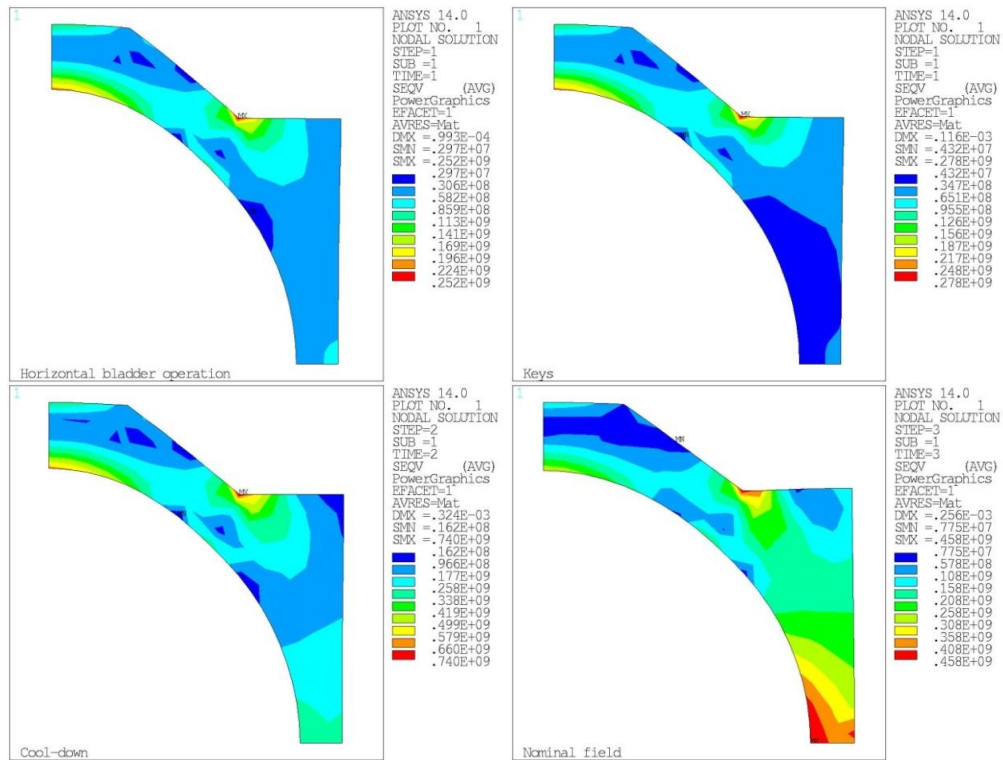 1
ANSYS 14.0
PLOT NO.   1
NODAL SOLUTION
STEP=1
SUB =1
TIME=1
SEQV     (AVG)
PowerGraphics
EFACET=1
AVRES=Mat
DMX =.993E-04
SMN =.297E+07
SMX =.252E+09
.297E+07
.306E+08
.582E+08
.859E+08
.113E+09
.141E+09
.169E+09
.196E+09
.224E+09
.252E+09
MX
Horizontal bladder operation
1
ANSYS 14.0
PLOT NO.   1
NODAL SOLUTION
STEP=1
SUB =1
TIME=1
SEQV     (AVG)
PowerGraphics
EFACET=1
AVRES=Mat
DMX =.116E-03
SMN =.432E+07
SMX =.278E+09
.432E+07
.347E+08
.651E+08
.955E+08
.126E+09
.156E+09
.187E+09
.217E+09
.248E+09
.278E+09
MX
Keys
1
ANSYS 14.0
PLOT NO.   1
NODAL SOLUTION
STEP=2
SUB =1
TIME=2
SEQV     (AVG)
PowerGraphics
EFACET=1
AVRES=Mat
DMX =.324E-03
SMN =.162E+08
SMX =.740E+09
.162E+08
.966E+08
.177E+09
.258E+09
.338E+09
.419E+09
.499E+09
.579E+09
.660E+09
.740E+09
MX
Cool-down
1
ANSYS 14.0
PLOT NO.   1
NODAL SOLUTION
STEP=3
SUB =1
TIME=3
SEQV     (AVG)
PowerGraphics
EFACET=1
AVRES=Mat
DMX =.256E-03
SMN =.775E+07
SMX =.458E+09
.775E+07
.578E+08
.108E+09
.158E+09
.208E+09
.258E+09
.308E+09
.358E+09
.408E+09
.458E+09
MN
Nominal field